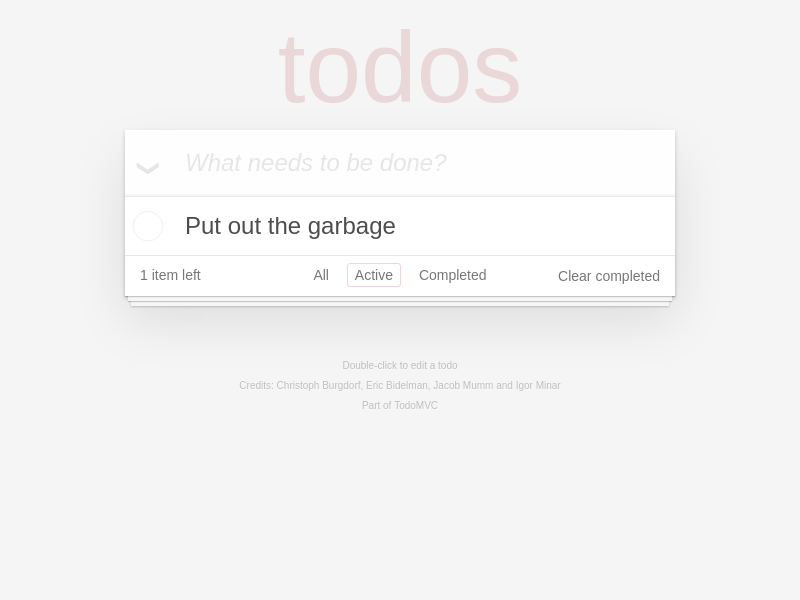 todos
What needs to be done?
Put out the garbage
1 item left All Active Completed Clear completed
Double-click to edit a todo
Credits: Christoph Burgdorf, Eric Bidelman, Jacob Mumm and Igor Minar
Part of TodoMVC